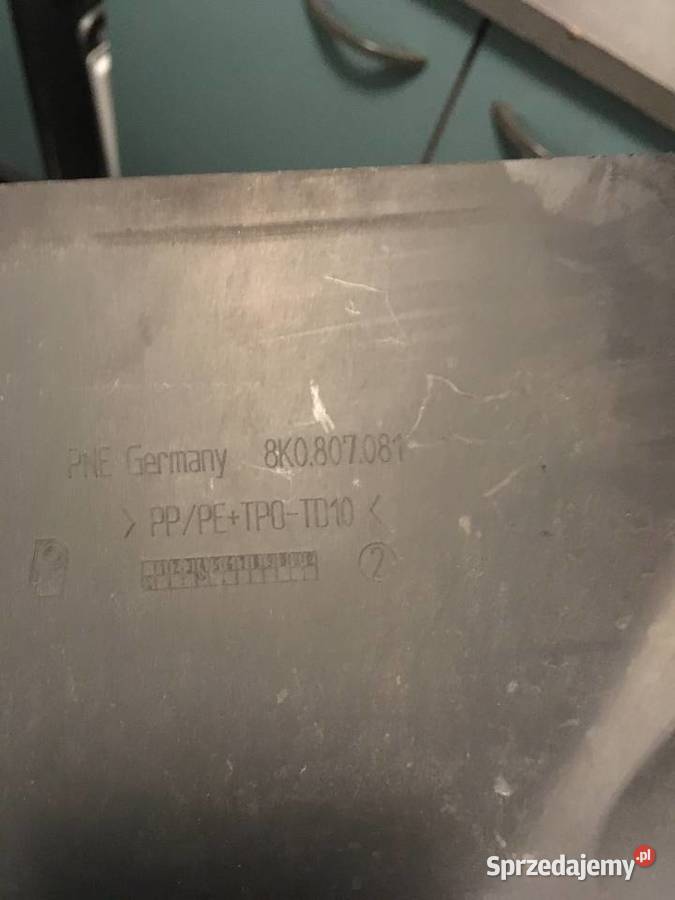 PNE Germany 8K0.807.081
> PP/PE+TPO-TD10 <
2
Sprzedajemy.pl